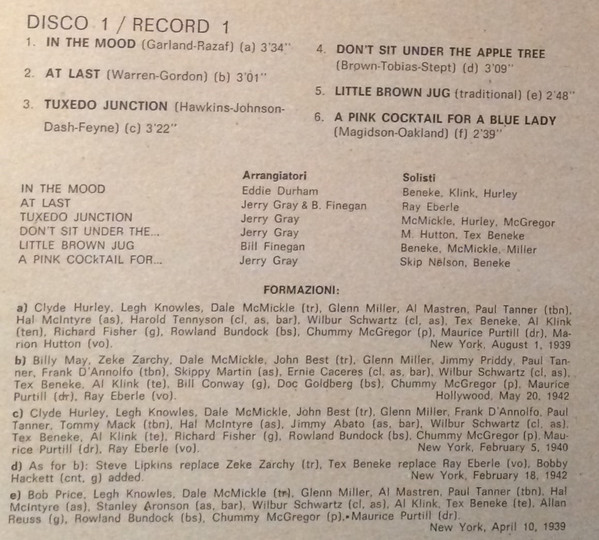 DISCO 1 / RECORD 1
1. IN THE MOOD (Garland-Razaf) (a) 3'34''
2. AT LAST (Warren-Gordon) (b) 3'01''
3. TUXEDO JUNCTION (Hawkins-Johnson-
Dash-Feyne) (c) 3'22''
4. DON'T SIT UNDER THE APPLE TREE
(Brown-Tobias-Stept) (d) 3'09''
5. LITTLE BROWN JUG (traditional) (e) 2'48''
6. A PINK COCKTAIL FOR A BLUE LADY
(Magidson-Oakland) (f) 2'39''
Arrangiatori Solisti
IN THE MOOD Eddie Durham Beneke, Klink, Hurley
AT LAST Jerry Gray & B. Finegan Ray Eberle
TUXEDO JUNCTION Jerry Gray McMickle, Hurley, McGregor
DON'T SIT UNDER THE... Jerry Gray M. Hutton, Tex Beneke
LITTLE BROWN JUG Bill Finegan Beneke, McMickle, Miller
A PINK COCKTAIL FOR... Jerry Gray Skip Nelson, Beneke
FORMAZIONI:
a) Clyde Hurley, Legh Knowles, Dale McMickle (tr), Glenn Miller, Al Mastren, Paul Tanner (tbn),
Hal McIntyre (as), Harold Tennyson (cl, as, bar), Wilbur Schwartz (cl, as), Tex Beneke, Al Klink
(ten), Richard Fisher (g), Rowland Bundock (bs), Chummy McGregor (p), Maurice Purtill (dr), Ma-
rion Hutton (vo). New York, August 1, 1939
b) Billy May, Zeke Zarchy, Dale McMickle, John Best (tr), Glenn Miller, Jimmy Priddy, Paul Tan-
ner, Frank D'Annolfo (tbn), Skippy Martin (as), Ernie Caceres (cl, as, bar), Wilbur Schwartz (cl, as),
Tex Beneke, Al Klink (te), Bill Conway (g), Doc Goldberg (bs), Chummy McGregor (p), Maurice
Purtill (dr), Ray Eberle (vo). Hollywood, May 20, 1942
c) Clyde Hurley, Legh Knowles, Dale McMickle, John Best (tr), Glenn Miller, Frank D'Annolfo, Paul
Tanner, Tommy Mack (tbn), Hal McIntyre (as), Jimmy Abato (as, bar), Wilbur Schwartz (cl, as),
Tex Beneke, Al Klink (te), Richard Fisher (g), Rowland Bundock (bs), Chummy McGregor (p), Mau-
rice Purtill (dr), Ray Eberle (vo). New York, February 5, 1940
d) As for b): Steve Lipkins replace Zeke Zarchy (tr), Tex Beneke replace Ray Eberle (vo), Bobby
Hackett (cnt, g) added. New York, February 18, 1942
e) Bob Price, Legh Knowles, Dale McMickle (tr), Glenn Miller, Al Mastren, Paul Tanner (tbn), Hal
McIntyre (as), Stanley Aronson (as, bar), Wilbur Schwartz (cl, as), Al Klink, Tex Beneke (te), Allan
Reuss (g), Rowland Bundock (bs), Chummy McGregor (p), Maurice Purtill (dr).
New York, April 10, 1939